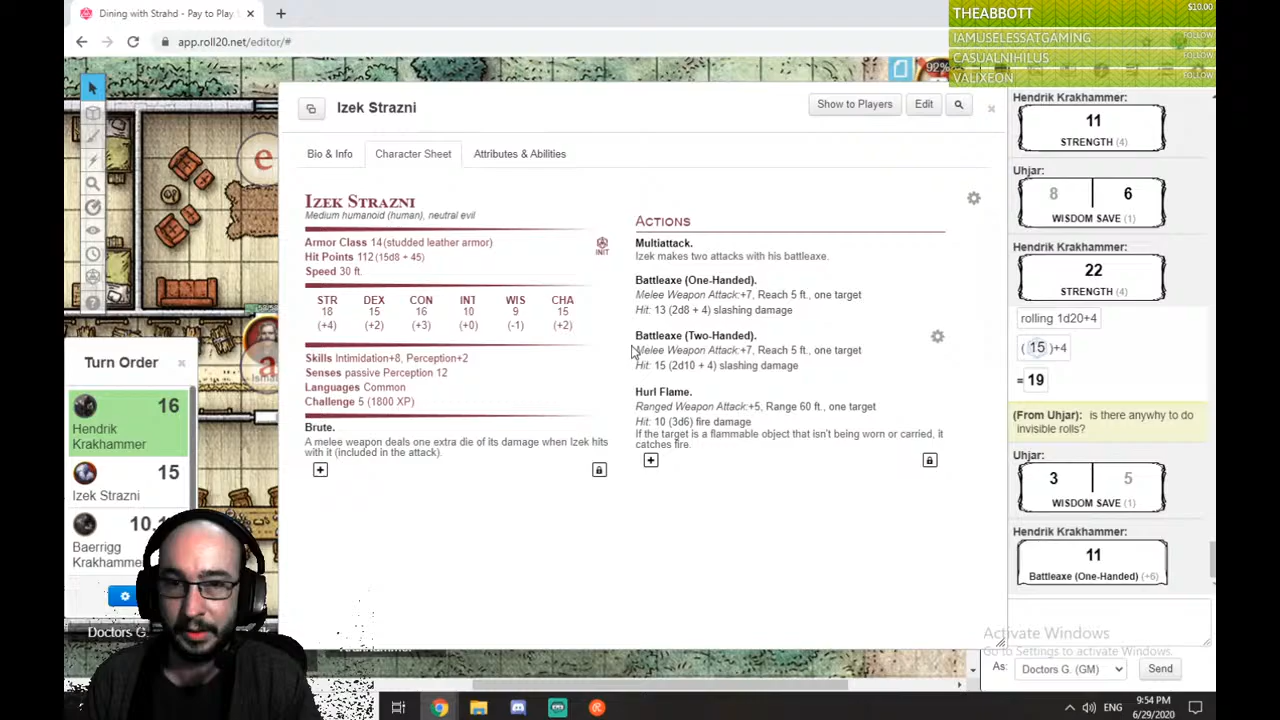 Dining with Strahd - Pay to Play
app.roll20.net/editor/#
THEABBOTT
$10.00
IAMUSELESSATGAMING
FOLLOW
CASUALNIHILUS
FOLLOW
VALIXEON
FOLLOW
92%
Izek Strazni
Show to Players
Edit
Bio & Info
Character Sheet
Attributes & Abilities
IZEK STRAZNI
Medium humanoid (human), neutral evil
Armor Class 14 (studded leather armor)
Hit Points 112 (15d8 + 45)
Speed 30 ft.
INIT
STR DEX CON INT WIS CHA
18 15 16 10 9 15
(+4) (+2) (+3) (+0) (-1) (+2)
Skills Intimidation+8, Perception+2
Senses passive Perception 12
Languages Common
Challenge 5 (1800 XP)
Brute.
A melee weapon deals one extra die of its damage when Izek hits
with it (included in the attack).
ACTIONS
Multiattack.
Izek makes two attacks with his battleaxe.
Battleaxe (One-Handed).
Melee Weapon Attack:+7, Reach 5 ft., one target
Hit: 13 (2d8 + 4) slashing damage
Battleaxe (Two-Handed).
Melee Weapon Attack:+7, Reach 5 ft., one target
Hit: 15 (2d10 + 4) slashing damage
Hurl Flame.
Ranged Weapon Attack:+5, Range 60 ft., one target
Hit: 10 (3d6) fire damage
If the target is a flammable object that isn't being worn or carried, it
catches fire.
e
a
Turn Order
16
Hendrik
Krakhammer
15
Izek Strazni
Baerrigg
Doctors G.
Hendrik Krakhammer:
11
STRENGTH (4)
Uhjar:
8 6
WISDOM SAVE (1)
Hendrik Krakhammer:
22
STRENGTH (4)
rolling 1d20+4
(15)+4
= 19
(From Uhjar): is there anywhy to do
invisible rolls?
Uhjar:
3 5
WISDOM SAVE (1)
Hendrik Krakhammer:
11
Battleaxe (One-Handed) (+6)
Activate Windows
Go to Settings to activate Windows.
As:
Doctors G. (GM)
Send
ENG
9:54 PM
6/29/2020